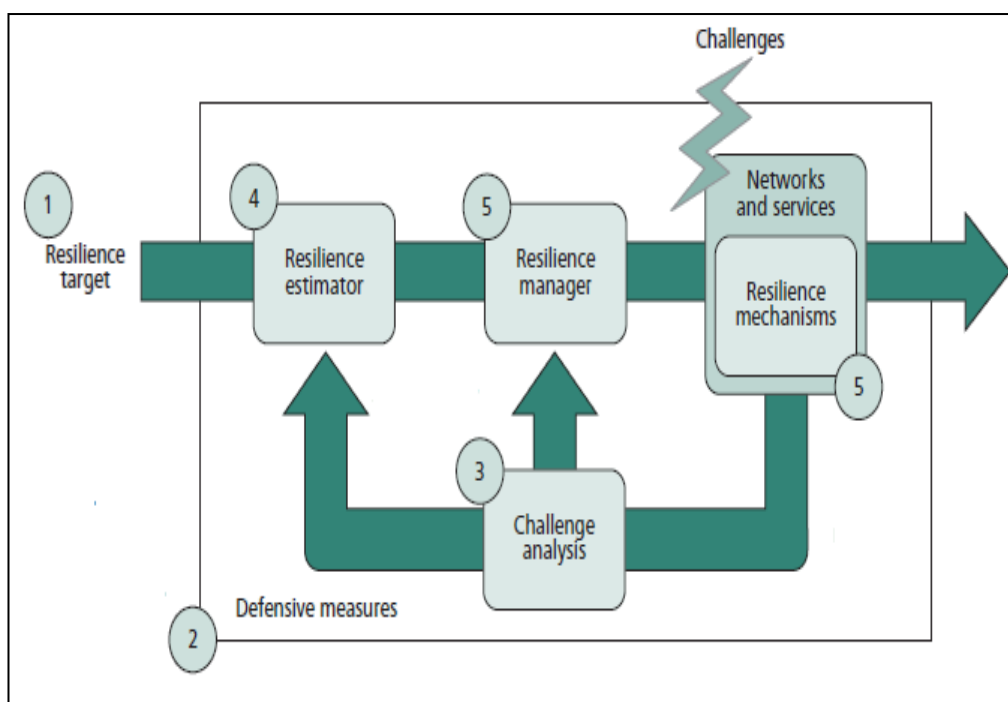 Challenges
1
Resilience
target
4
Resilience
estimator
5
Resilience
manager
Networks
and services
Resilience
mechanisms
5
3
Challenge
analysis
Defensive measures
2